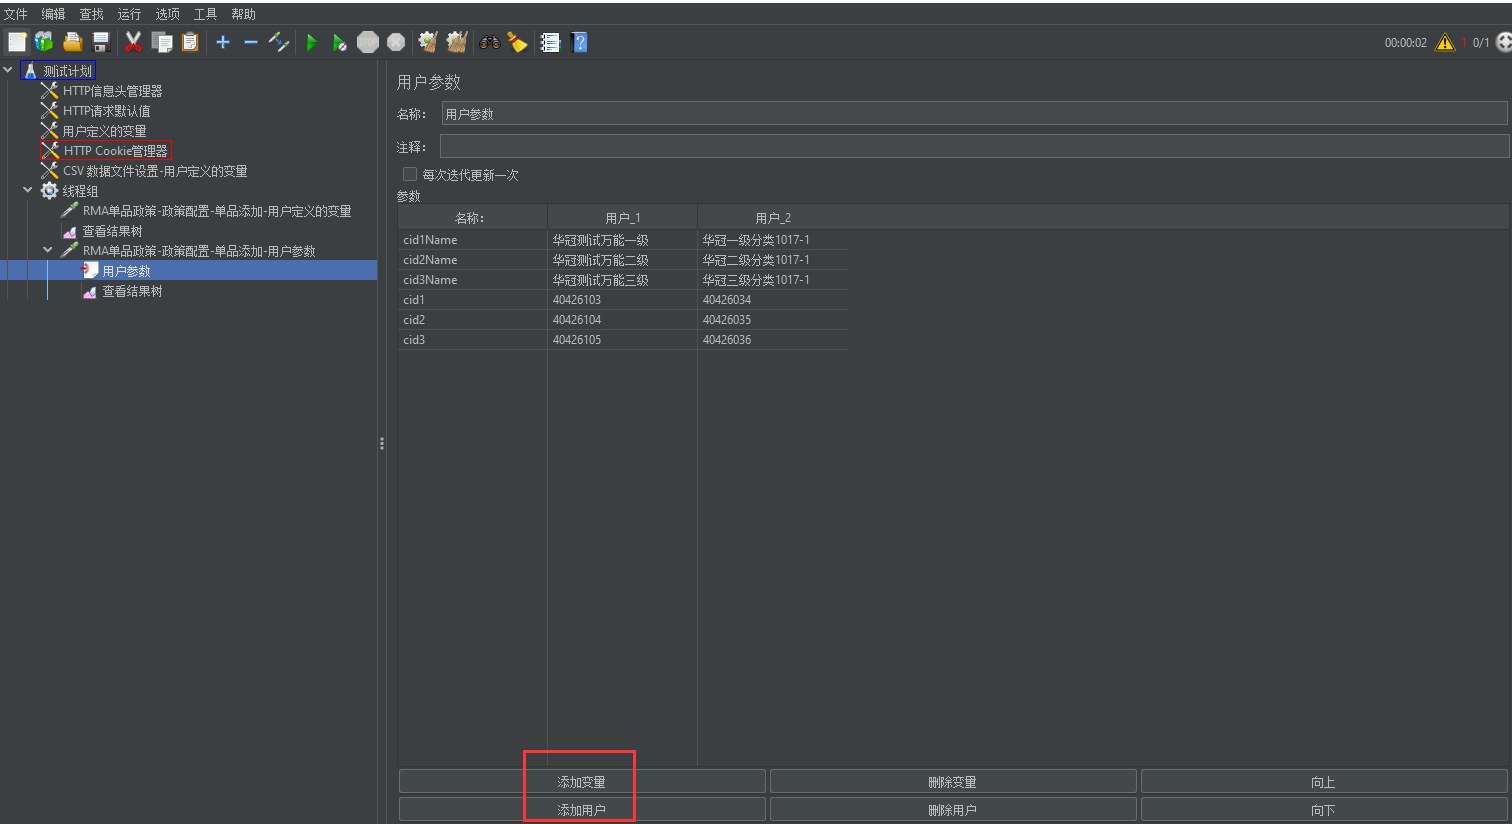 文件 编辑 查找 运行 选项 工具 帮助
00:00:02 1 0/1
测试计划
HTTP信息头管理器
HTTP请求默认值
用户定义的变量
HTTP Cookie管理器
CSV 数据文件设置-用户定义的变量
线程组
RMA单品政策-政策配置-单品添加-用户定义的变量
查看结果树
RMA单品政策-政策配置-单品添加-用户参数
用户参数
查看结果树
用户参数
名称: 用户参数
注释:
每次迭代更新一次
参数
名称: 用户_1 用户_2
cid1Name 华冠测试万能一级 华冠一级分类1017-1
cid2Name 华冠测试万能二级 华冠二级分类1017-1
cid3Name 华冠测试万能三级 华冠三级分类1017-1
cid1 40426103 40426034
cid2 40426104 40426035
cid3 40426105 40426036
添加变量 删除变量 向上
添加用户 删除用户 向下